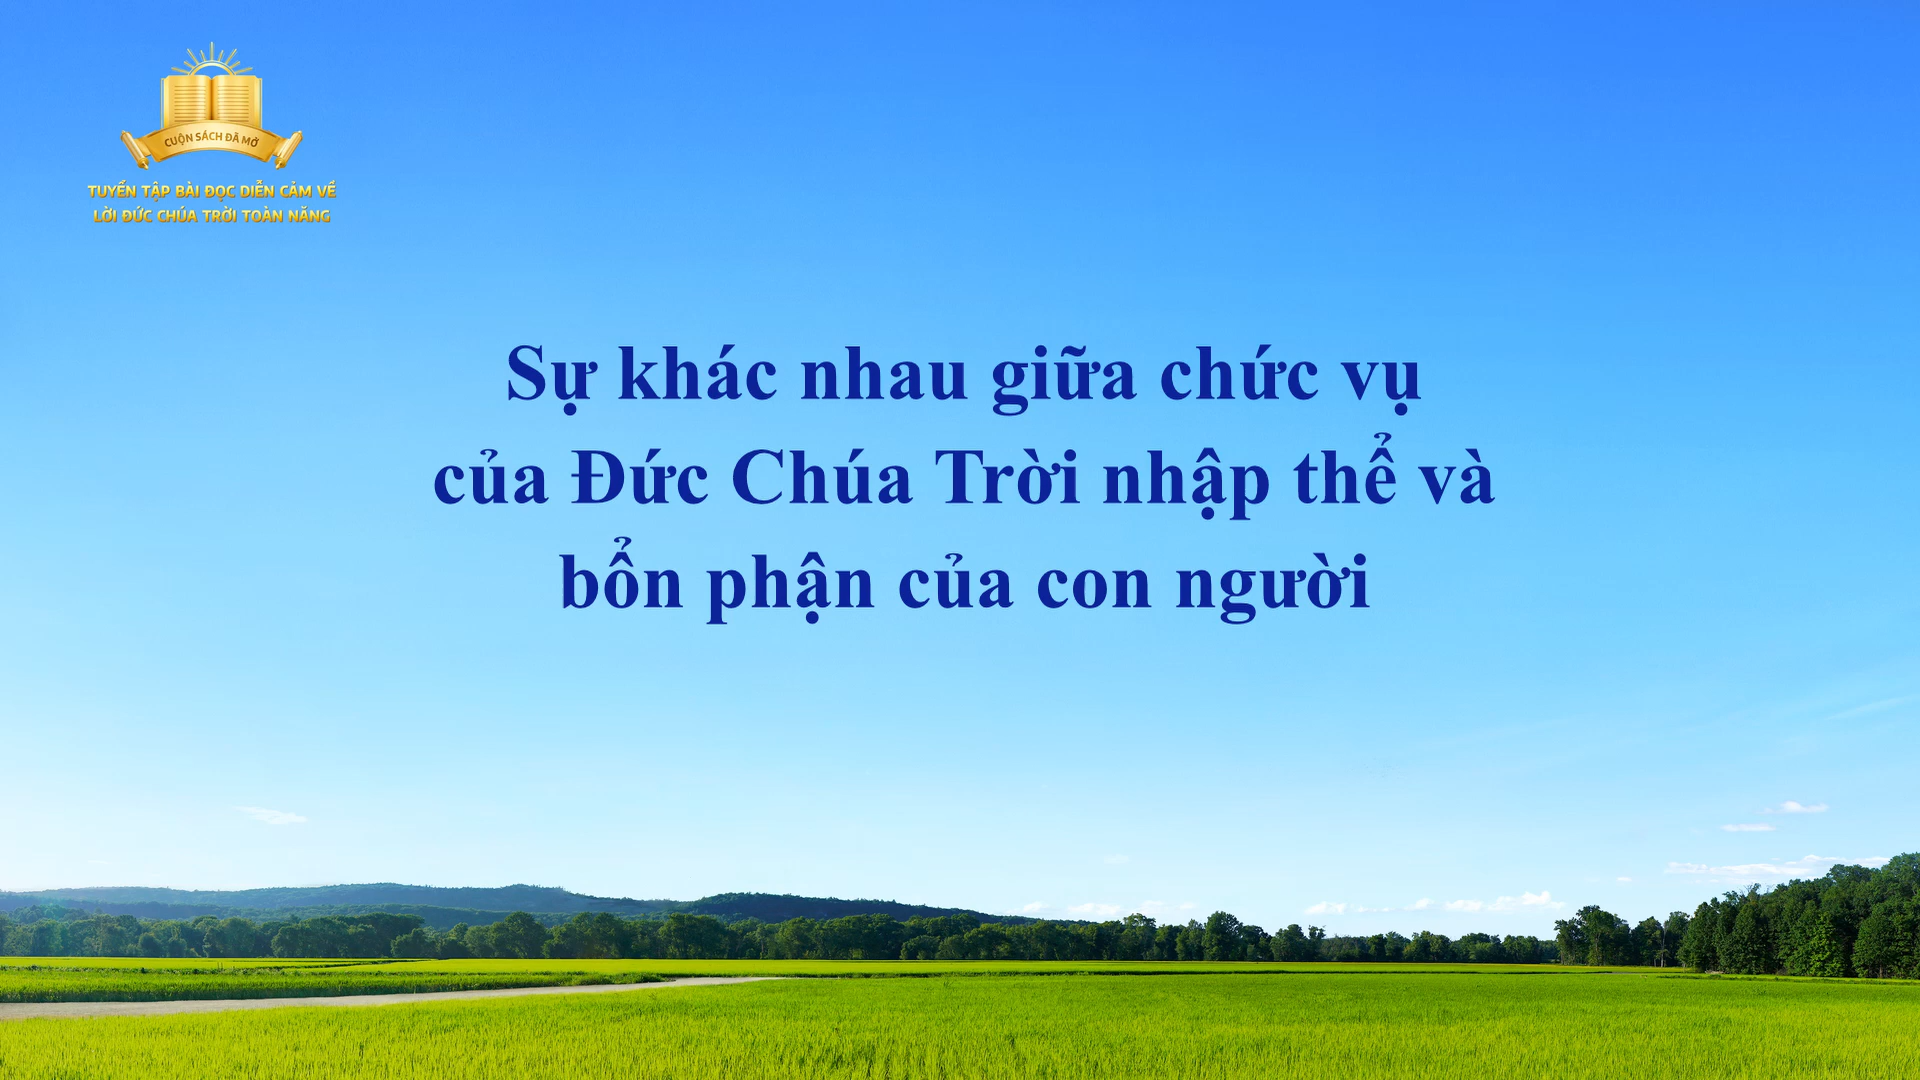 CUỘN SÁCH ĐÃ MỞ
TUYỂN TẬP BÀI ĐỌC DIỄN CẢM VỀ
LỜI ĐỨC CHÚA TRỜI TOÀN NĂNG
Sự khác nhau giữa chức vụ
của Đức Chúa Trời nhập thể và
bổn phận của con người